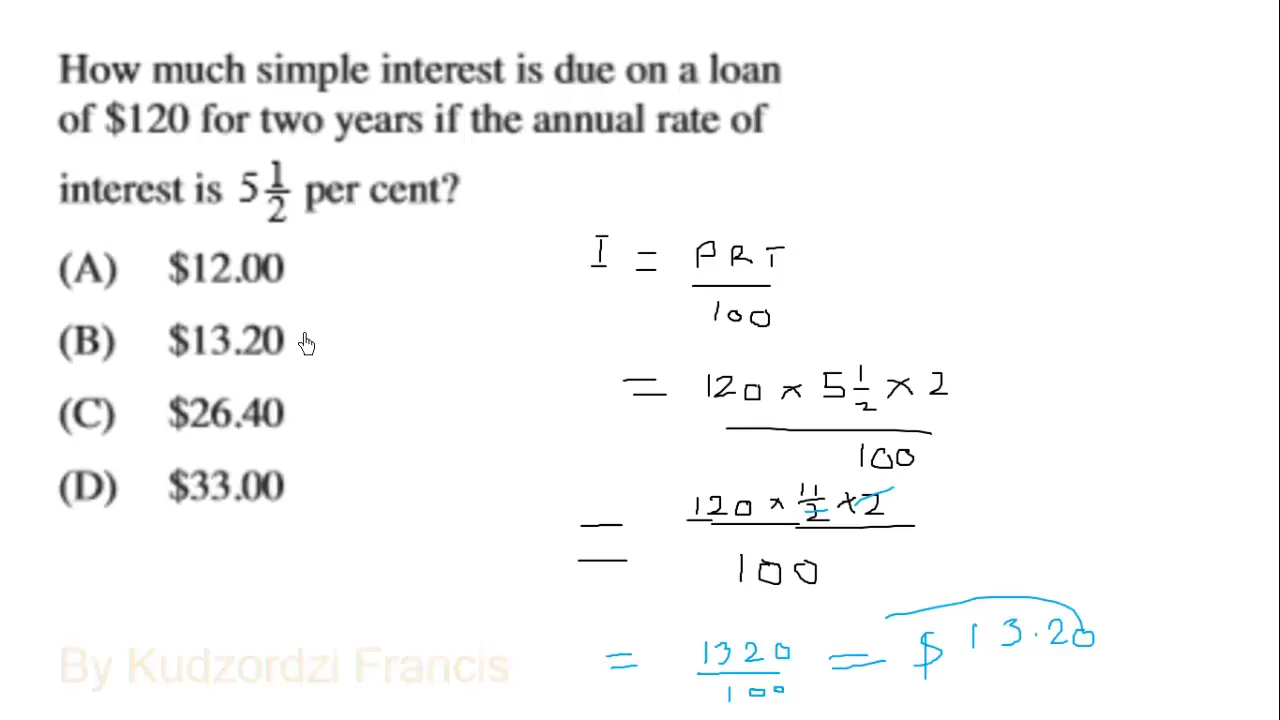 How much simple interest is due on a loan
of $120 for two years if the annual rate of
interest is 5 1/2 per cent?
(A) $12.00
(B) $13.20
(C) $26.40
(D) $33.00
I = PRT / 100
= 120 × 5 1/2 × 2 / 100
= 120 × 11/2 × 2 / 100
= 1320 / 100 = $13.20
By Kudzordzi Francis